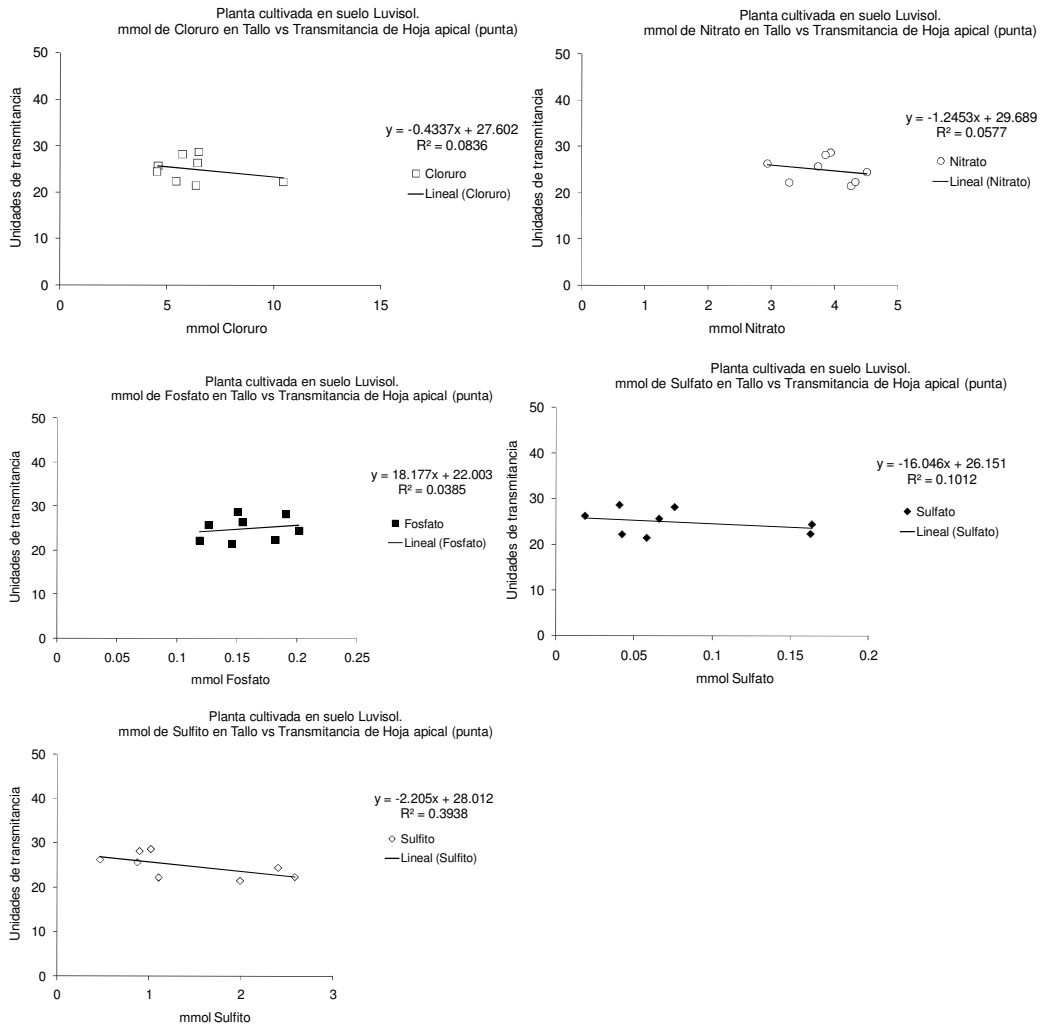 Planta cultivada en suelo Luvisol.
mmol de Cloruro en Tallo vs Transmitancia de Hoja apical (punta)
50
40
30
20
10
0
Unidades de transmitancia
y = -0.4337x + 27.602
R² = 0.0836
Cloruro
Lineal (Cloruro)
0 5 10 15
mmol Cloruro
Planta cultivada en suelo Luvisol.
mmol de Nitrato en Tallo vs Transmitancia de Hoja apical (punta)
50
40
30
20
10
0
Unidades de transmitancia
y = -1.2453x + 29.689
R² = 0.0577
Nitrato
Lineal (Nitrato)
0 1 2 3 4 5
mmol Nitrato
Planta cultivada en suelo Luvisol.
mmol de Fosfato en Tallo vs Transmitancia de Hoja apical (punta)
50
40
30
20
10
0
Unidades de transmitancia
y = 18.177x + 22.003
R² = 0.0385
Fosfato
Lineal (Fosfato)
0 0.05 0.1 0.15 0.2 0.25
mmol Fosfato
Planta cultivada en suelo Luvisol.
mmol de Sulfato en Tallo vs Transmitancia de Hoja apical (punta)
50
40
30
20
10
0
Unidades de transmitancia
y = -16.046x + 26.151
R² = 0.1012
Sulfato
Lineal (Sulfato)
0 0.05 0.1 0.15 0.2
mmol Sulfato
Planta cultivada en suelo Luvisol.
mmol de Sulfito en Tallo vs Transmitancia de Hoja apical (punta)
50
40
30
20
10
0
Unidades de transmitancia
y = -2.205x + 28.012
R² = 0.3938
Sulfito
Lineal (Sulfito)
0 1 2 3
mmol Sulfito